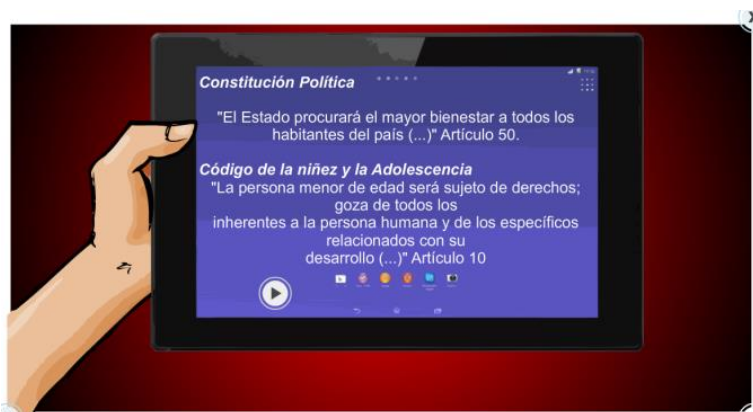 Constitución Política
"El Estado procurará el mayor bienestar a todos los
habitantes del país (...)" Artículo 50.
Código de la niñez y la Adolescencia
"La persona menor de edad será sujeto de derechos;
goza de todos los
inherentes a la persona humana y de los específicos
relacionados con su
desarrollo (...)" Artículo 10